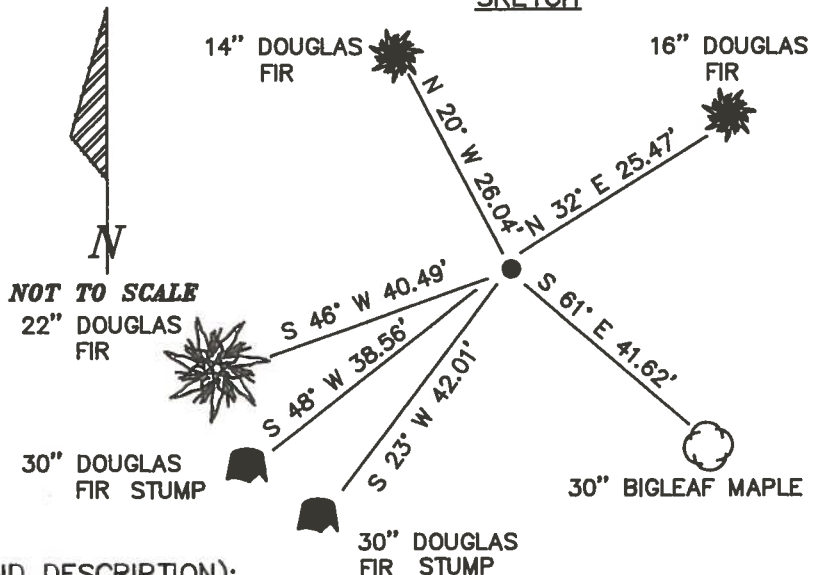 SKETCH
14" DOUGLAS
FIR
16" DOUGLAS
FIR
N 20° W 26.04'
N 32° E 25.47'
N
NOT TO SCALE
22" DOUGLAS
FIR
S 46° W 40.49'
S 48° W 38.56'
S 23° W 42.01'
S 61° E 41.62'
30" DOUGLAS
FIR STUMP
30" BIGLEAF MAPLE
30" DOUGLAS
FIR STUMP
DESCRIPTION):